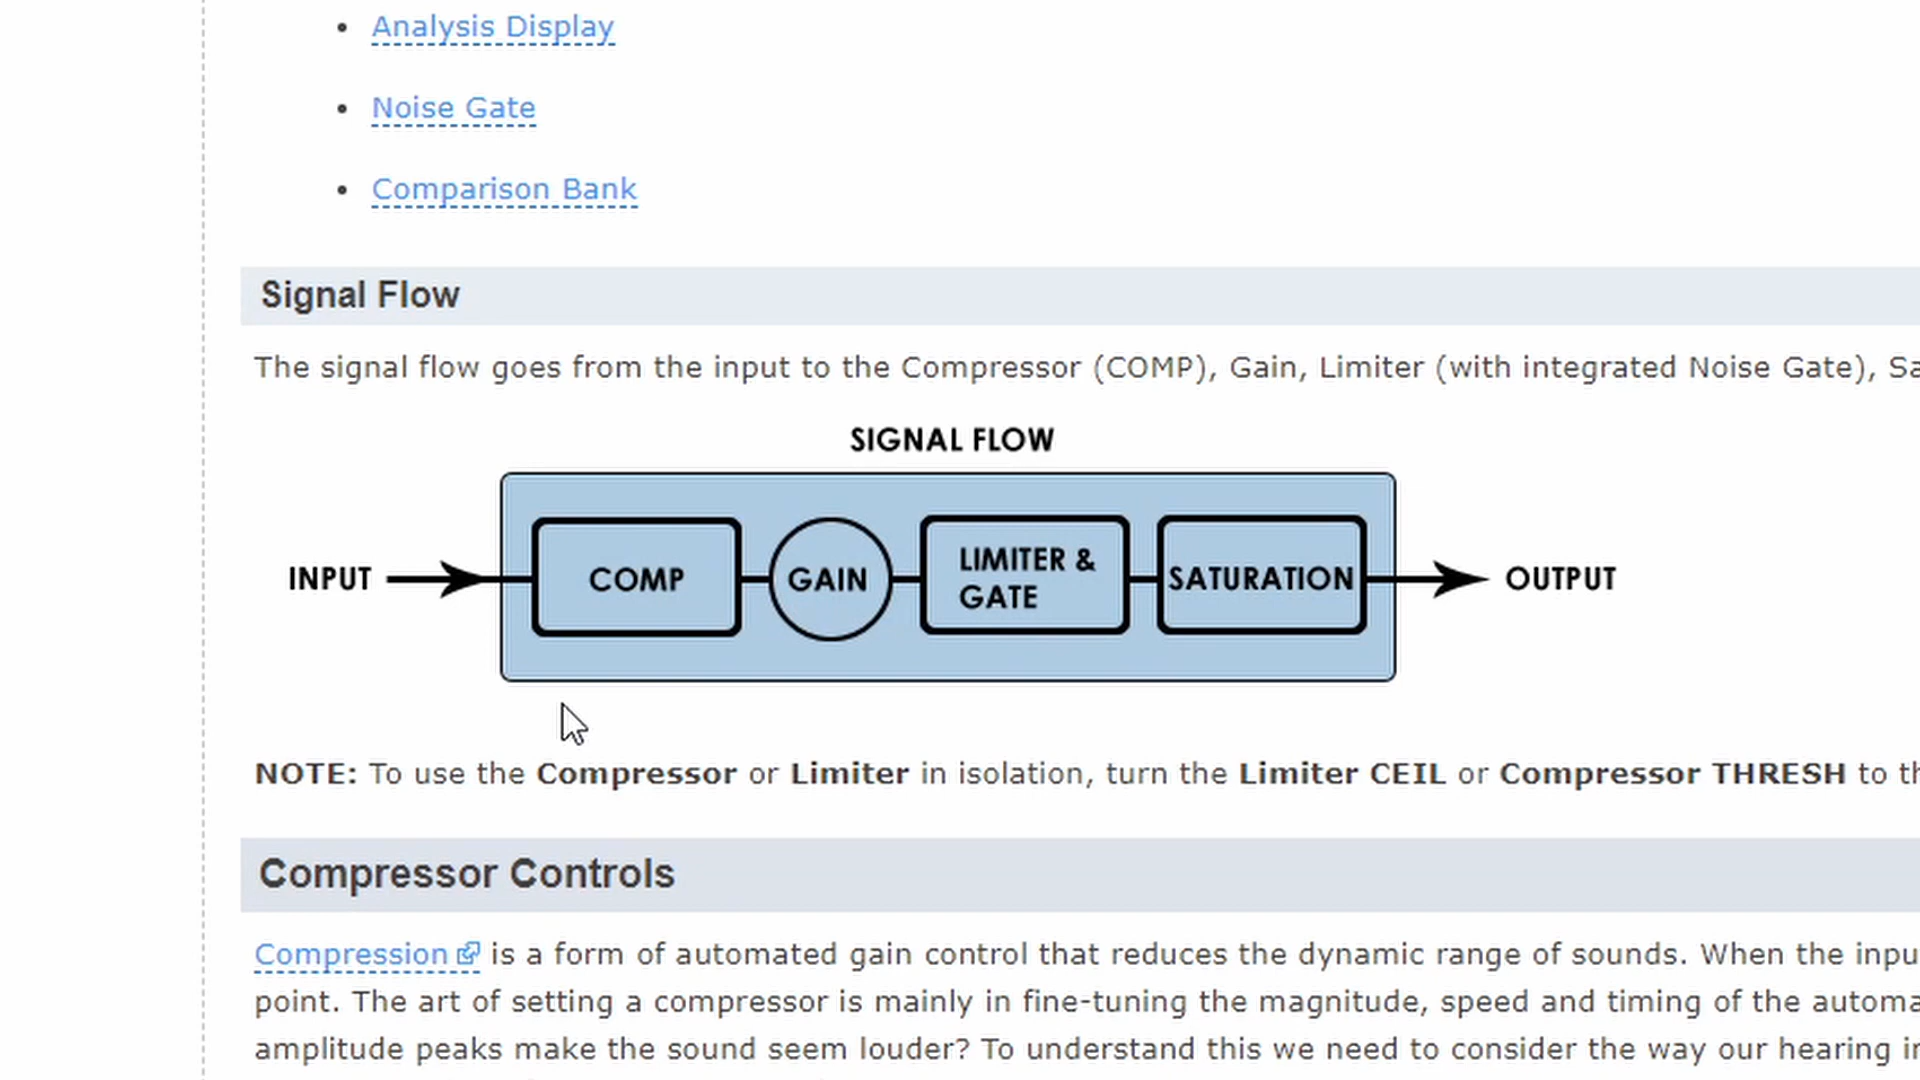 Analysis Display
Noise Gate
Comparison Bank
Signal Flow
The signal flow goes from the input to the Compressor (COMP), Gain, Limiter (with integrated Noise Gate), Sa
SIGNAL FLOW
INPUT
COMP
GAIN
LIMITER &
GATE
SATURATION
OUTPUT
NOTE: To use the Compressor or Limiter in isolation, turn the Limiter CEIL or Compressor THRESH to th
Compressor Controls
Compression is a form of automated gain control that reduces the dynamic range of sounds. When the inpu
point. The art of setting a compressor is mainly in fine-tuning the magnitude, speed and timing of the automa
amplitude peaks make the sound seem louder? To understand this we need to consider the way our hearing in